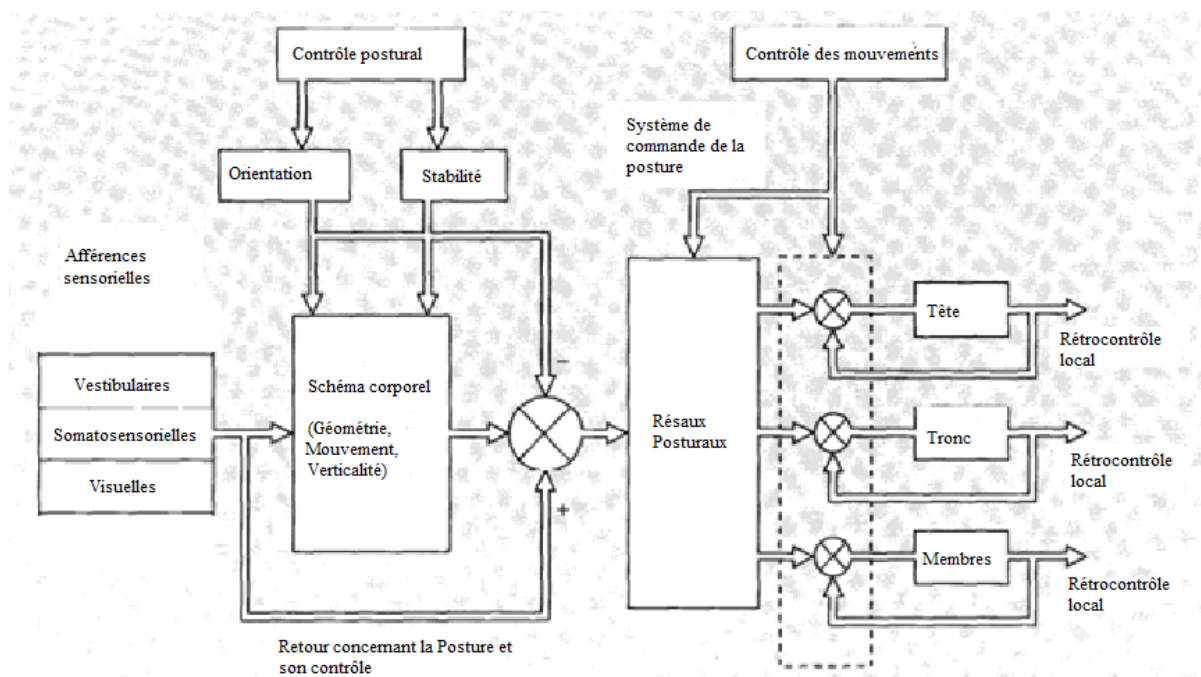 Contrôle postural
Contrôle des mouvements
Système de
commande de la
posture
Orientation
Stabilité
Afférences
sensorielles
Vestibulaires
Somatosensorielles
Visuelles
Schéma corporel
(Géométrie,
Mouvement,
Verticalité)
−
+
Résaux
Posturaux
Tête
Rétrocontrôle
local
Tronc
Rétrocontrôle
local
Membres
Rétrocontrôle
local
Retour concernant la Posture et
son contrôle